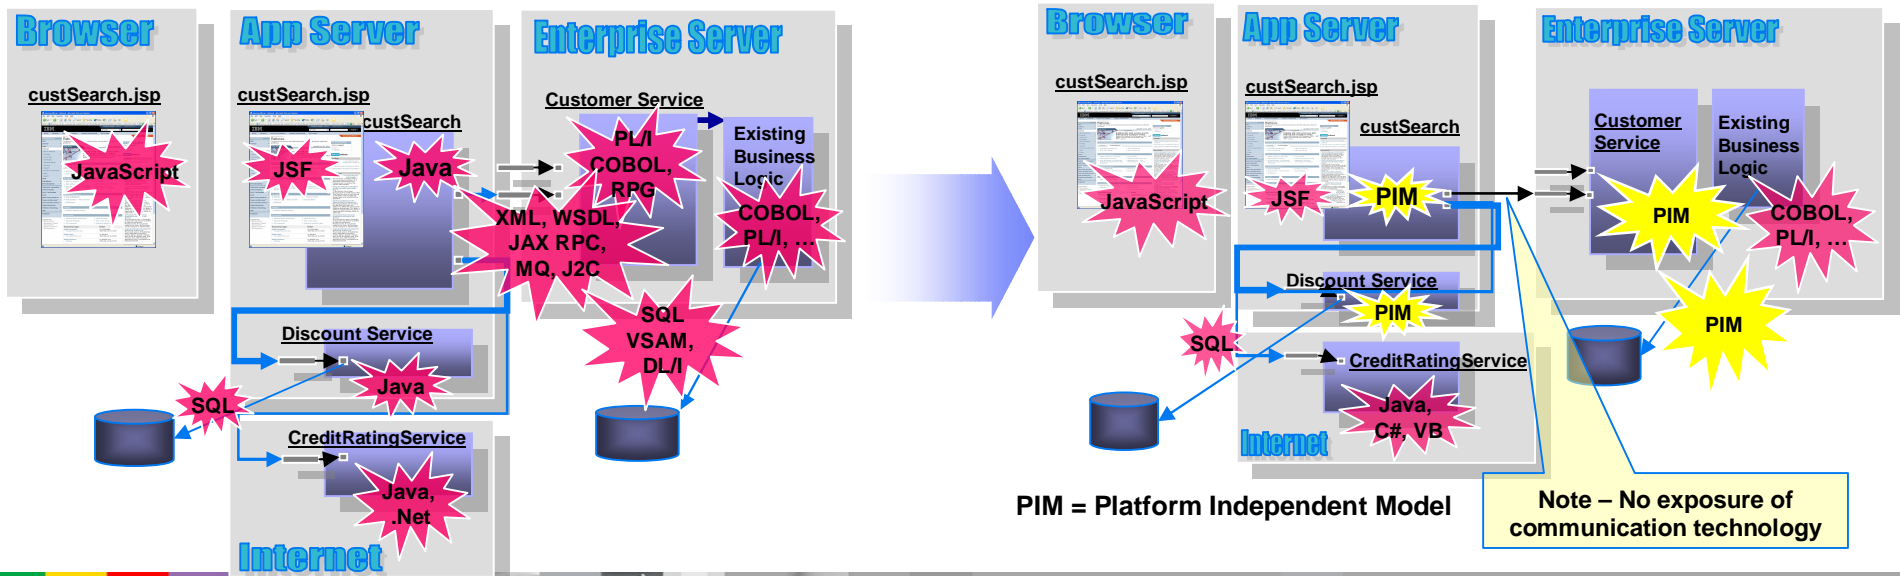 Browser
App Server
Enterprise Server
custSearch.jsp
custSearch.jsp
custSearch
Customer Service
JavaScript
JSF
Java
PL/I
COBOL,
RPG
Existing
Business
Logic
XML, WSDL,
JAX RPC,
MQ, J2C
COBOL,
PL/I, ...
SQL
VSAM,
DL/I
Discount Service
Java
SQL
CreditRatingService
Java,
.Net
Internet
Browser
App Server
Enterprise Server
custSearch.jsp
custSearch.jsp
custSearch
Customer
Service
Existing
Business
Logic
JavaScript
JSF
PIM
PIM
COBOL,
PL/I, ...
Discount Service
PIM
PIM
SQL
CreditRatingService
Java,
C#, VB
Internet
PIM = Platform Independent Model
Note – No exposure of
communication technology